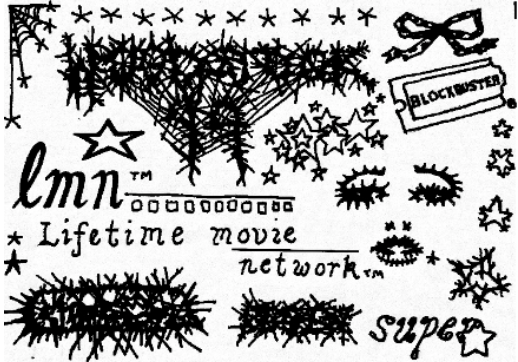 BLOCKBUSTER®
lmn™
Lifetime movie
network™
super